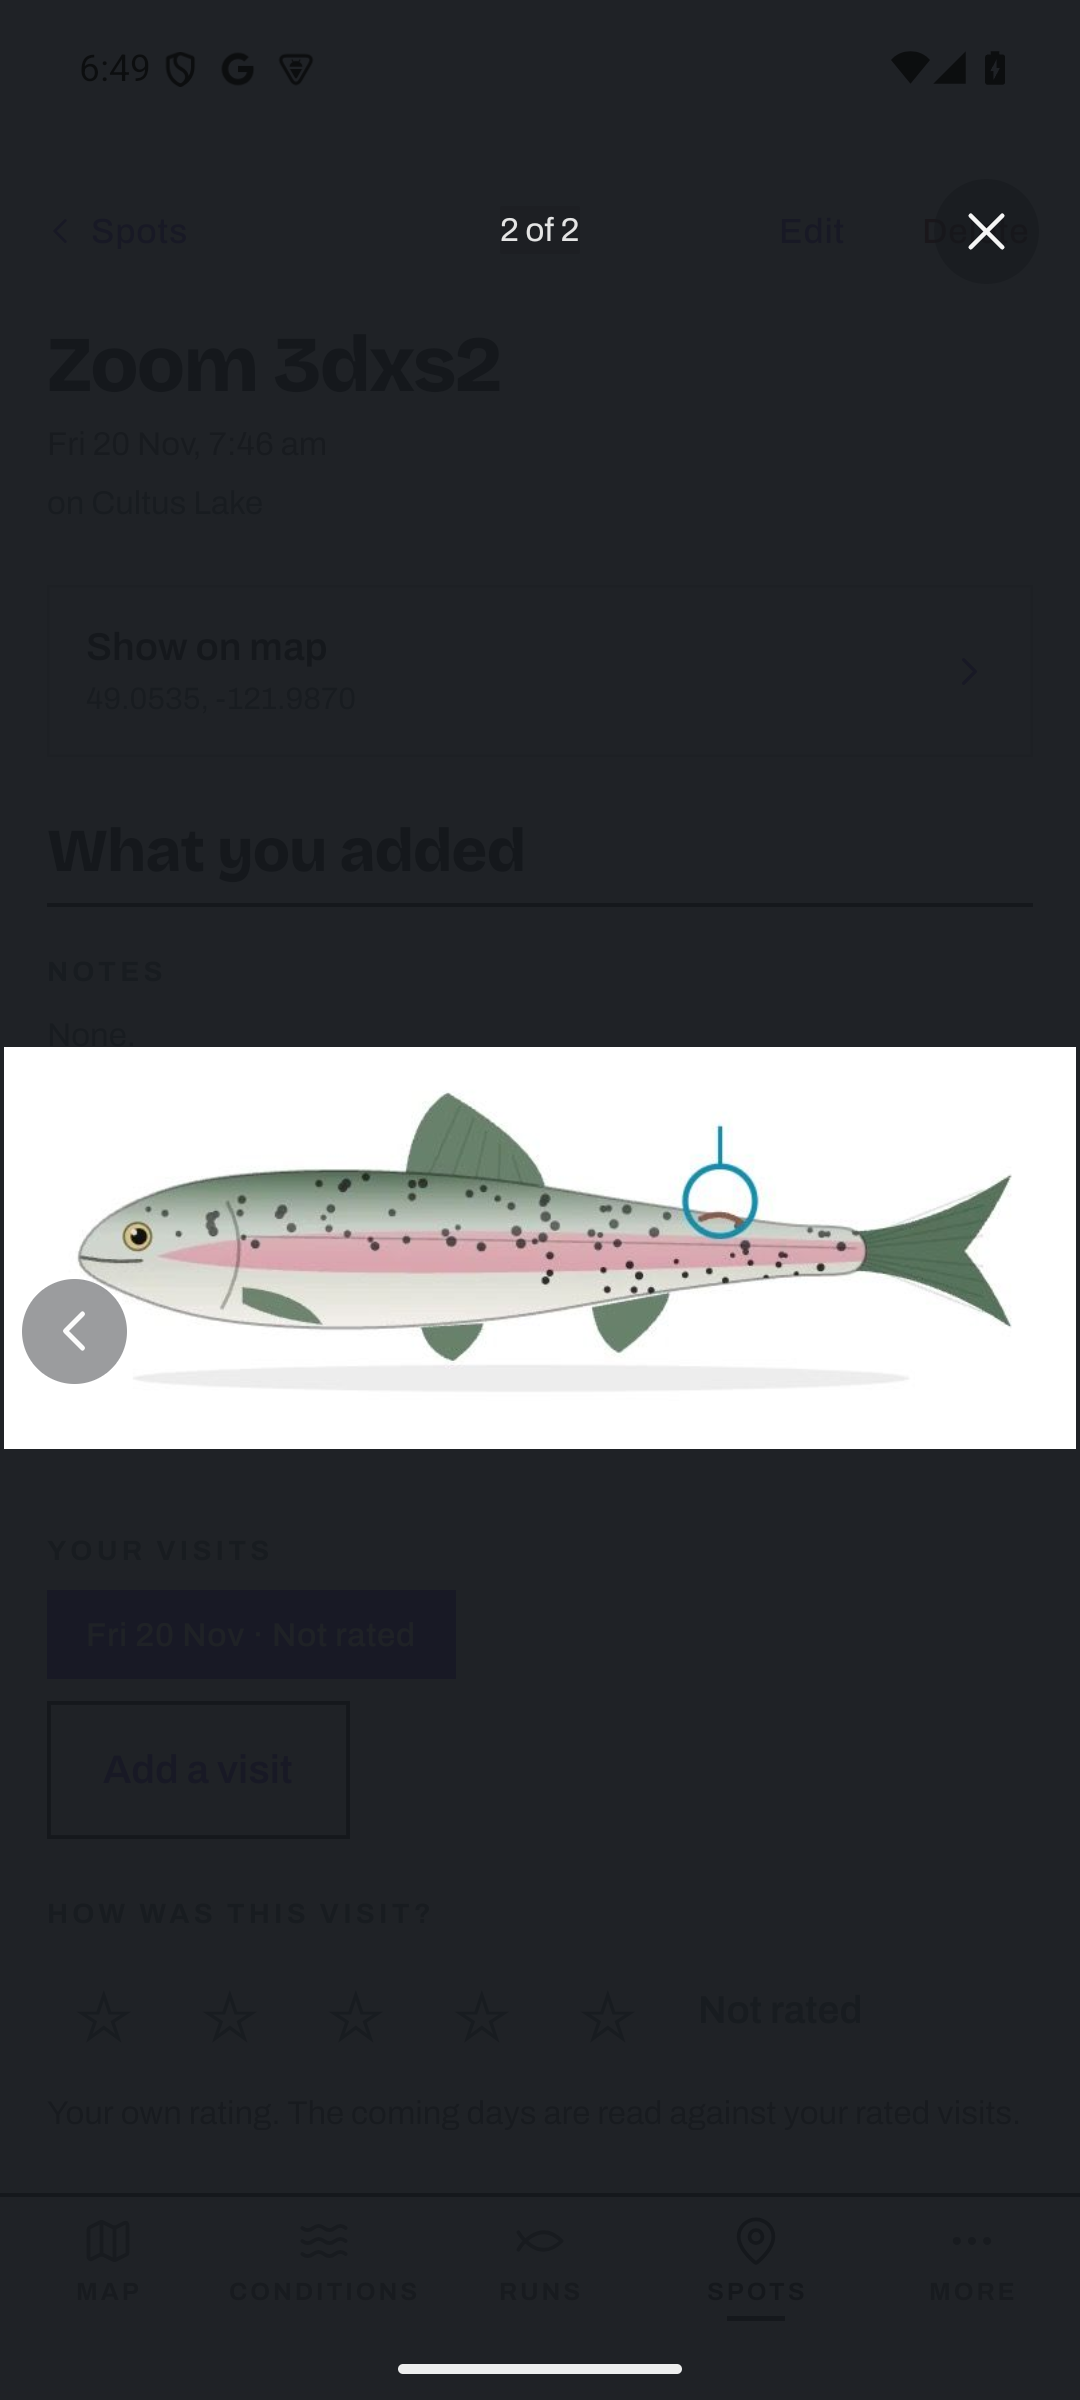 6:49
Spots
2 of 2
Edit
Zoom 3dxs2
Fri 20 Nov, 7:46 am
on Cultus Lake
Show on map
49.0535, -121.9870
What you added
NOTES
None.
YOUR VISITS
Fri 20 Nov · Not rated
Add a visit
HOW WAS THIS VISIT?
Not rated
Your own rating. The coming days are read against your rated visits.
MAP
CONDITIONS
RUNS
SPOTS
MORE